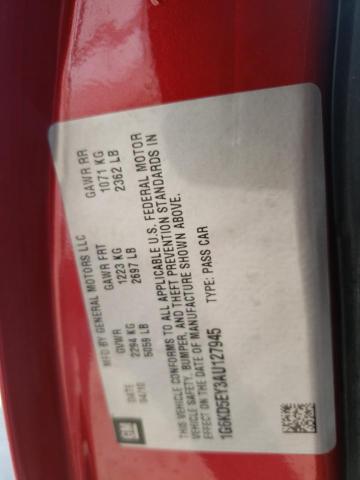 GM
MFD BY GENERAL MOTORS LLC
DATE GVWR GAWR FRT GAWR RR
04/10 2294 KG 1223 KG 1071 KG
5059 LB 2697 LB 2362 LB
THIS VEHICLE CONFORMS TO ALL APPLICABLE U.S. FEDERAL MOTOR
VEHICLE SAFETY, BUMPER, AND THEFT PREVENTION STANDARDS IN
EFFECT ON THE DATE OF MANUFACTURE SHOWN ABOVE.
1G6KD5EY3AU127945 TYPE: PASS CAR